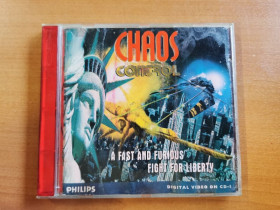 CHAOS
CONTROL
A FAST AND FURIOUS
FIGHT FOR LIBERTY
PHILIPS
DIGITAL VIDEO ON CD-i